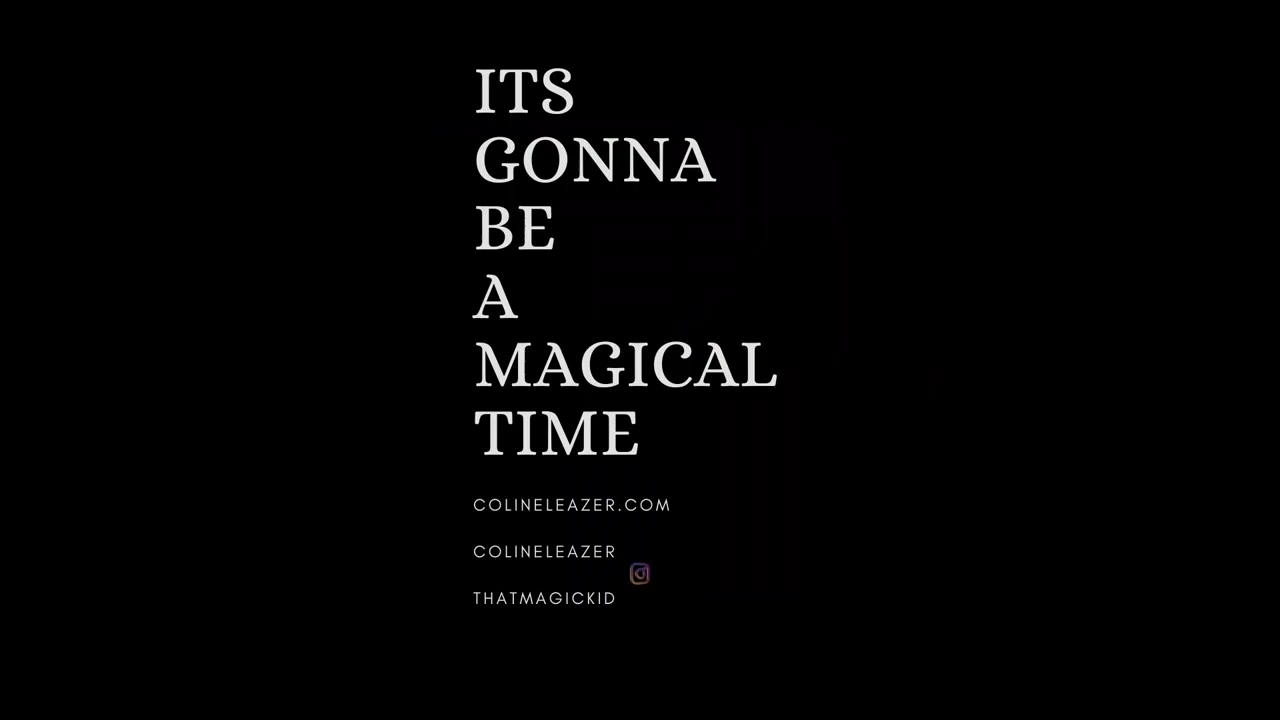 ITS
GONNA
BE
A
MAGICAL
TIME
COLINELEAZER.COM
COLINELEAZER
THATMAGICKID